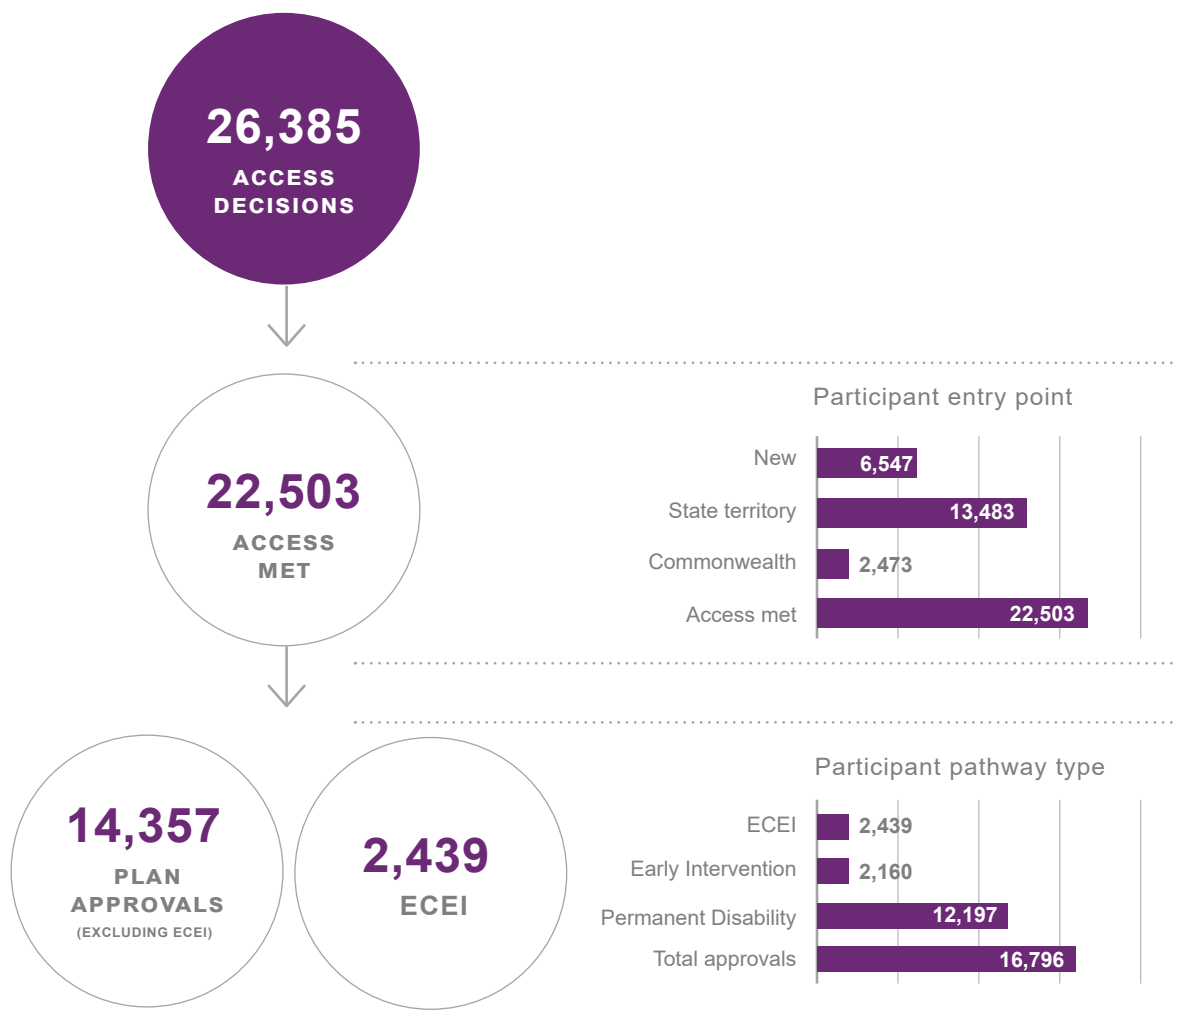 26,385
ACCESS
DECISIONS
22,503
ACCESS
MET
Participant entry point
New 6,547
State territory 13,483
Commonwealth 2,473
Access met 22,503
14,357
PLAN
APPROVALS
(EXCLUDING ECEI)
2,439
ECEI
Participant pathway type
ECEI 2,439
Early Intervention 2,160
Permanent Disability 12,197
Total approvals 16,796